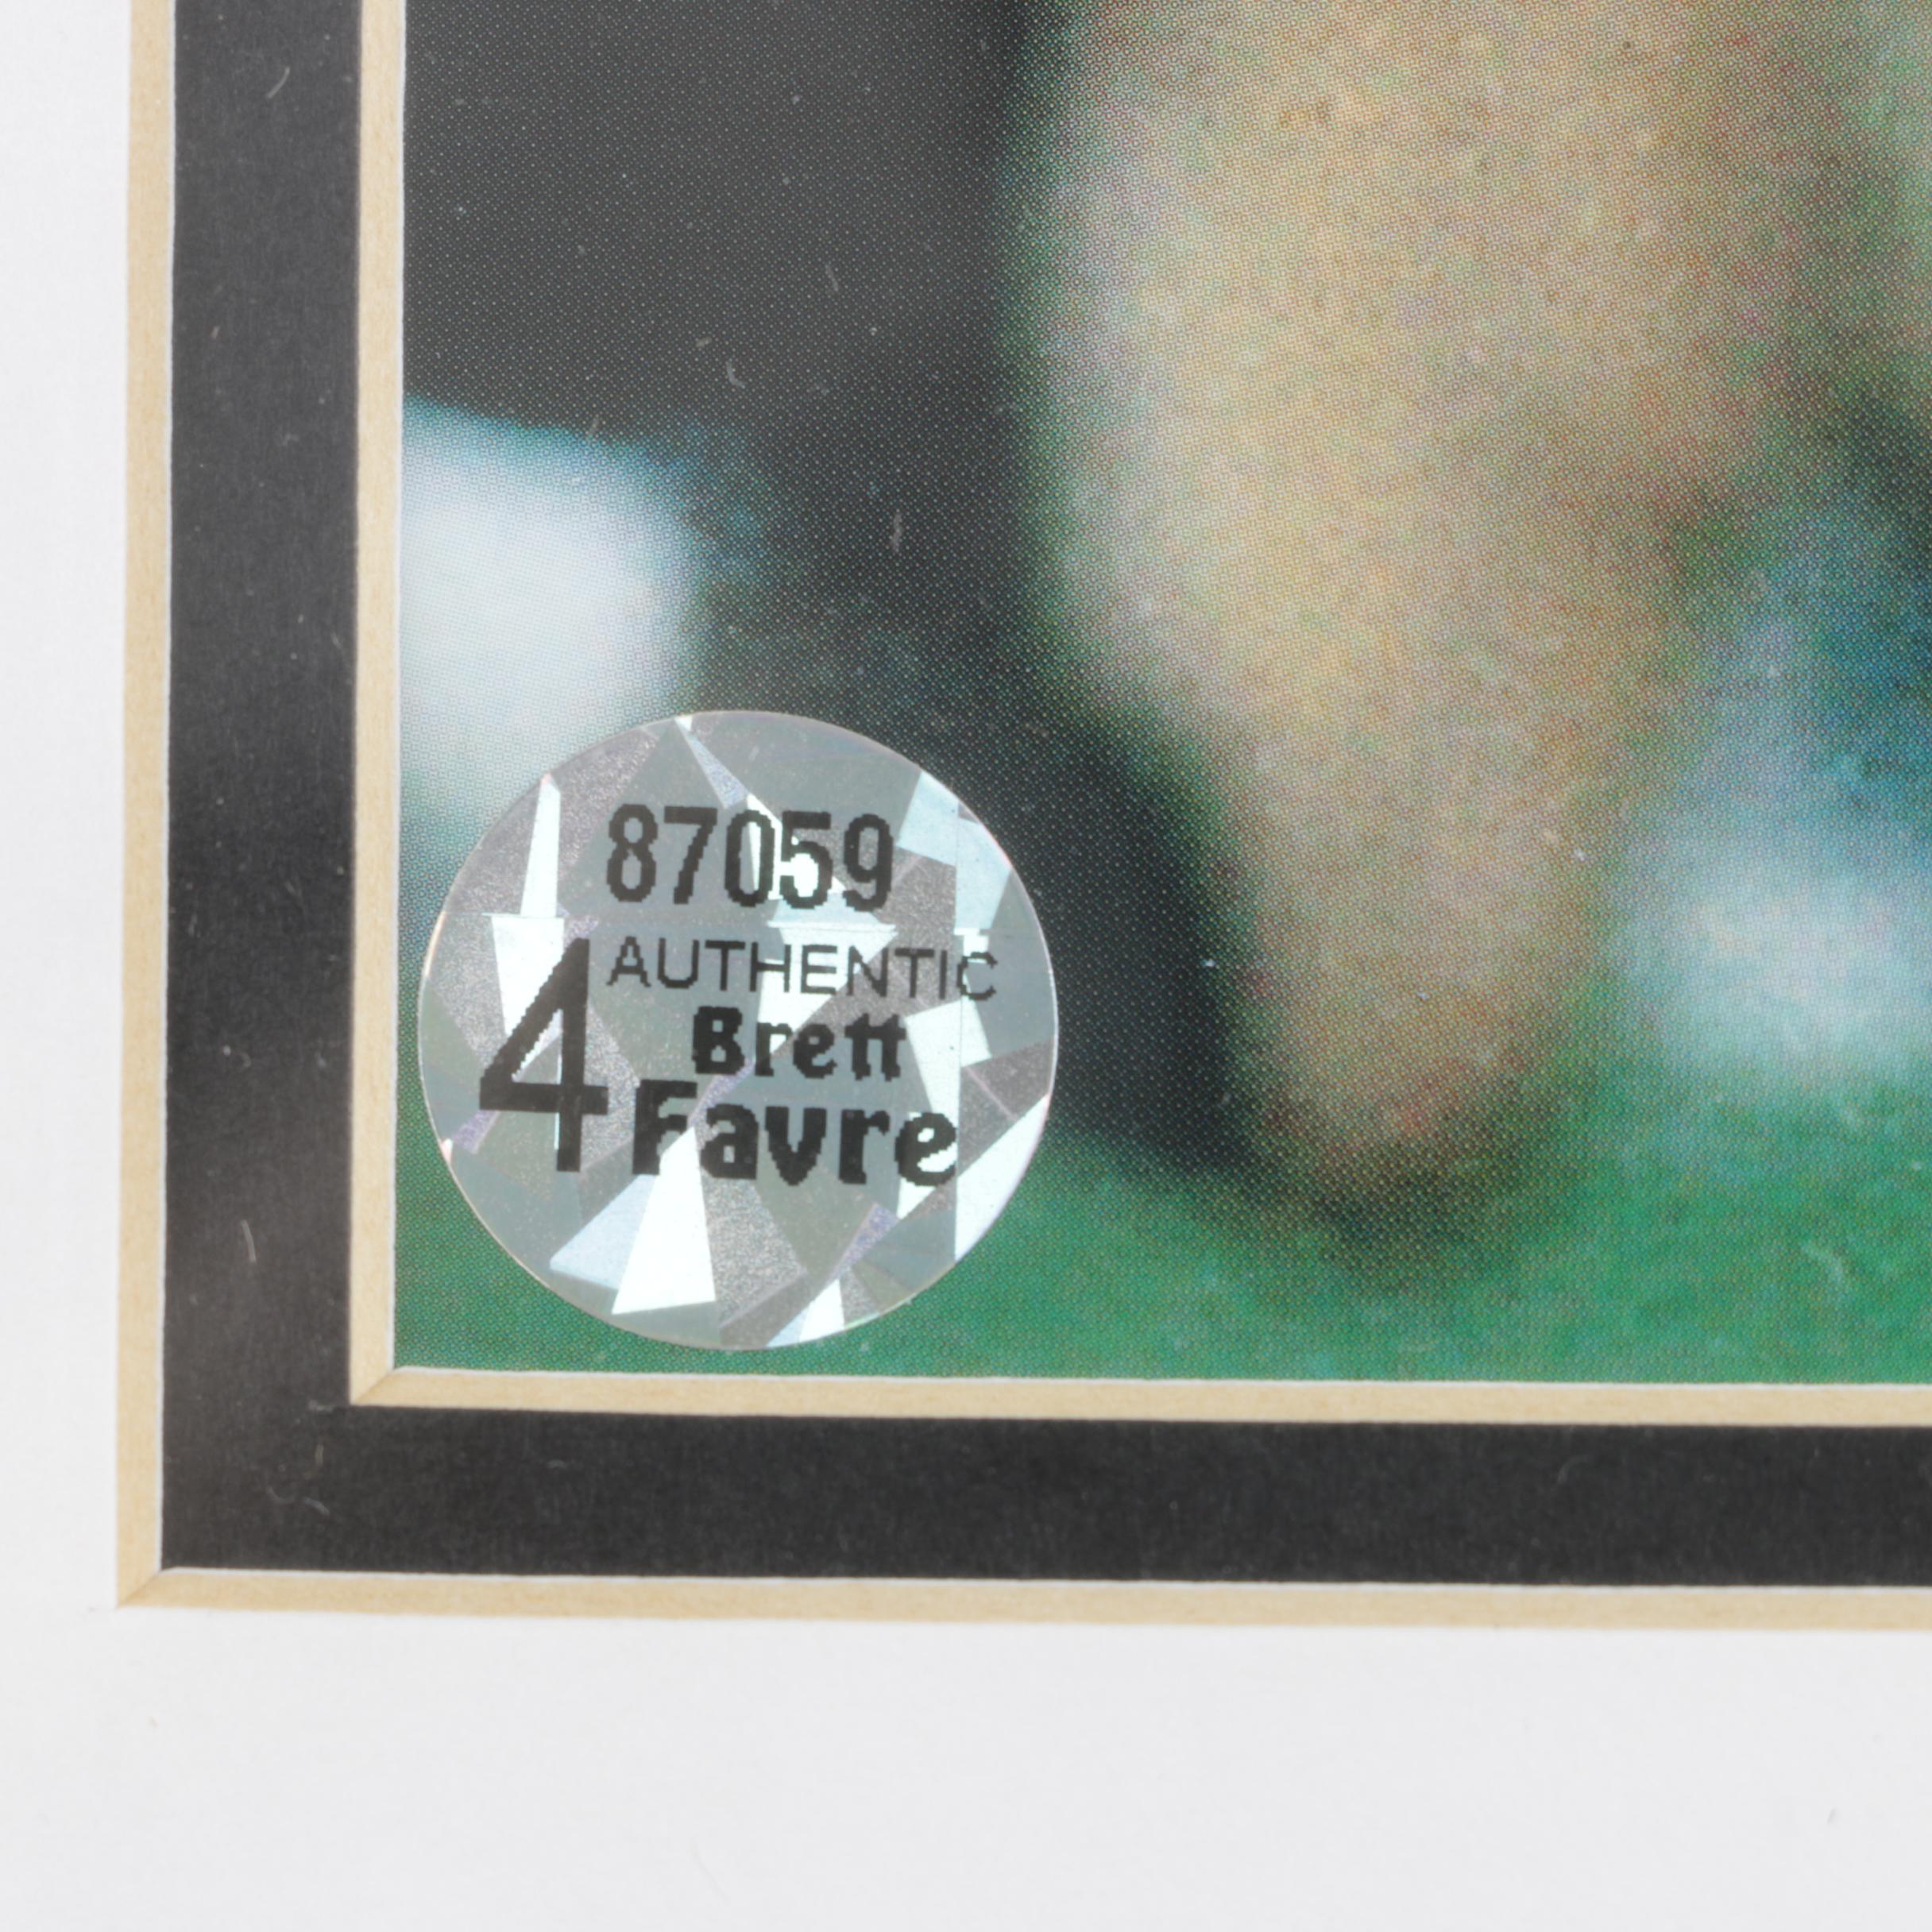 87059
AUTHENTIC
4 Brett
Favre